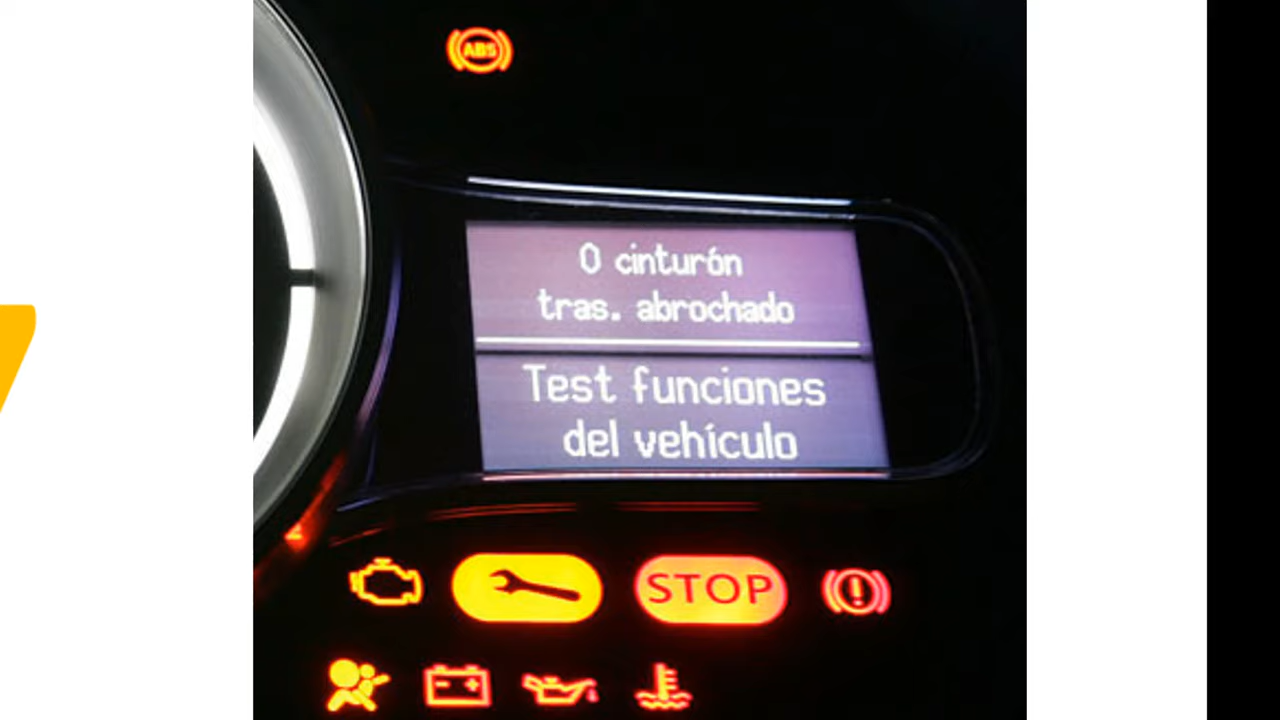 ABS
0 cinturón
tras. abrochado
Test funciones
del vehículo
STOP